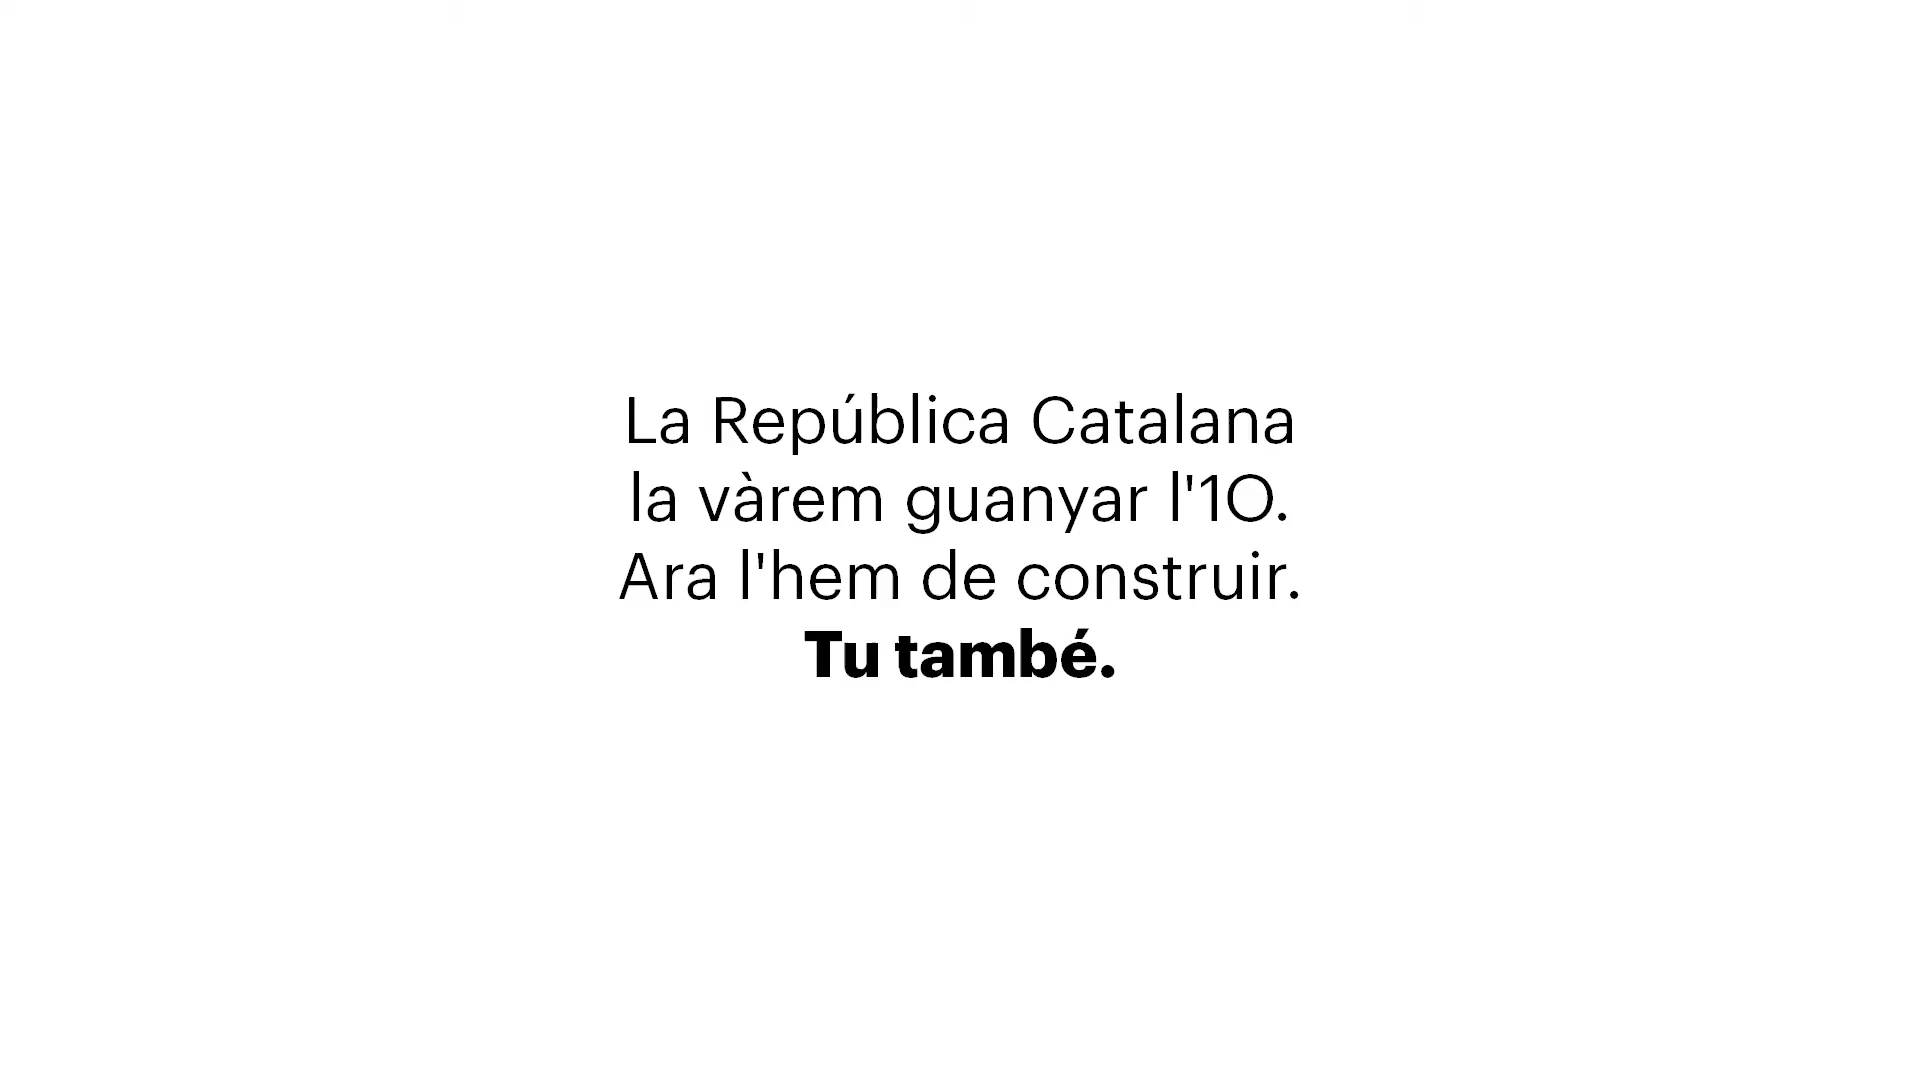 La República Catalana
la vàrem guanyar l'1O.
Ara l'hem de construir.
Tu també.